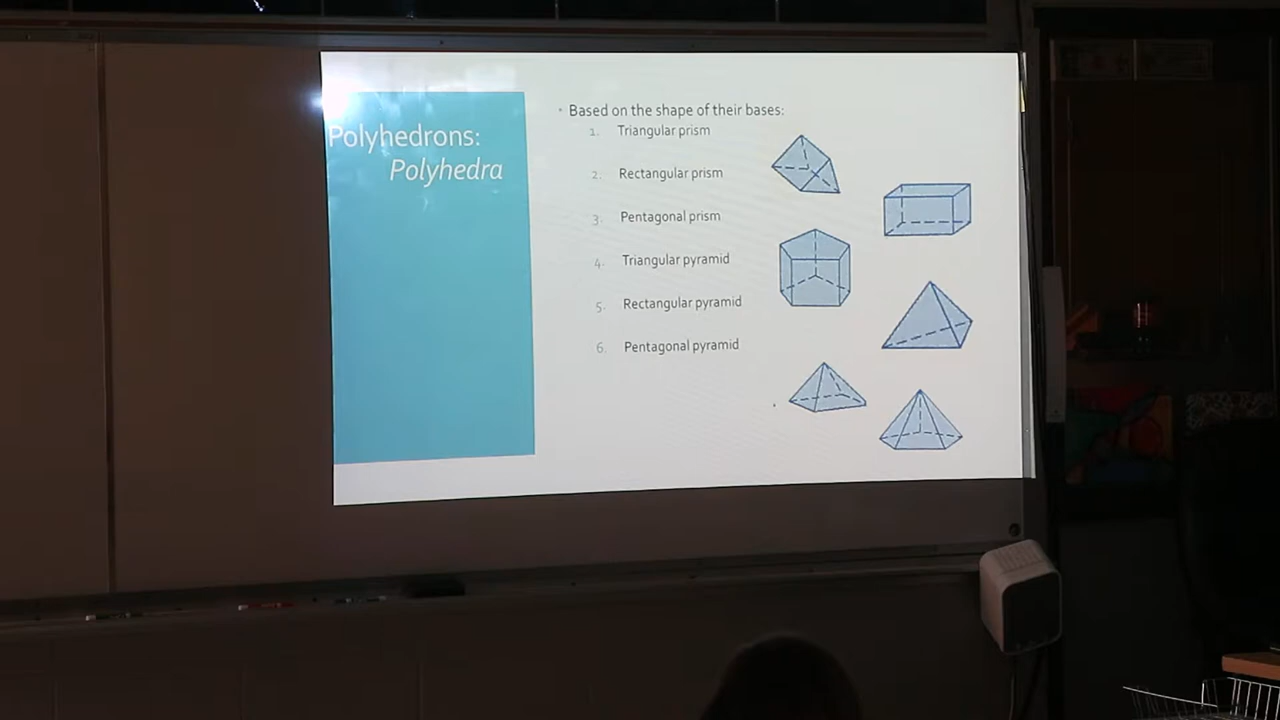 Polyhedrons:
Polyhedra
• Based on the shape of their bases:
1. Triangular prism
2. Rectangular prism
3. Pentagonal prism
4. Triangular pyramid
5. Rectangular pyramid
6. Pentagonal pyramid